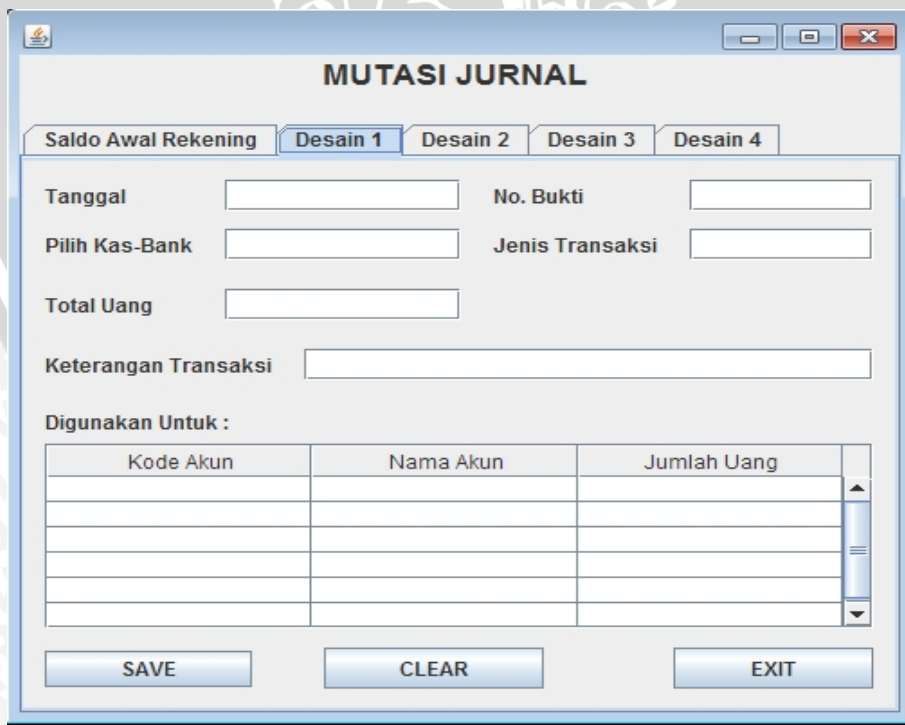 MUTASI JURNAL
Saldo Awal Rekening Desain 1 Desain 2 Desain 3 Desain 4
Tanggal No. Bukti
Pilih Kas-Bank Jenis Transaksi
Total Uang
Keterangan Transaksi
Digunakan Untuk :
Kode Akun Nama Akun Jumlah Uang
SAVE CLEAR EXIT